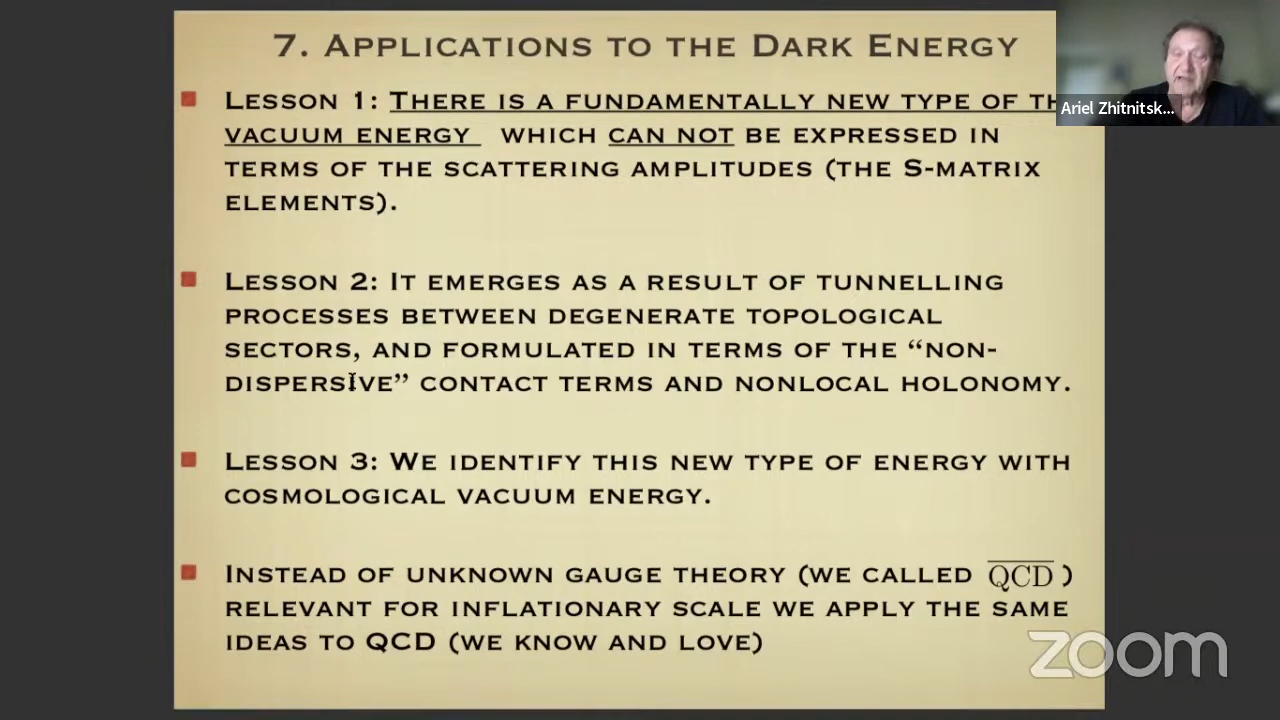 7. Applications to the Dark Energy
Lesson 1: There is a fundamentally new type of th
vacuum energy which can not be expressed in
terms of the scattering amplitudes (the S-matrix
elements).
Lesson 2: It emerges as a result of tunnelling
processes between degenerate topological
sectors, and formulated in terms of the “non-
dispersive” contact terms and nonlocal holonomy.
Lesson 3: We identify this new type of energy with
cosmological vacuum energy.
Instead of unknown gauge theory (we called QCD )
relevant for inflationary scale we apply the same
ideas to QCD (we know and love)
Ariel Zhitnitsk...
zoom